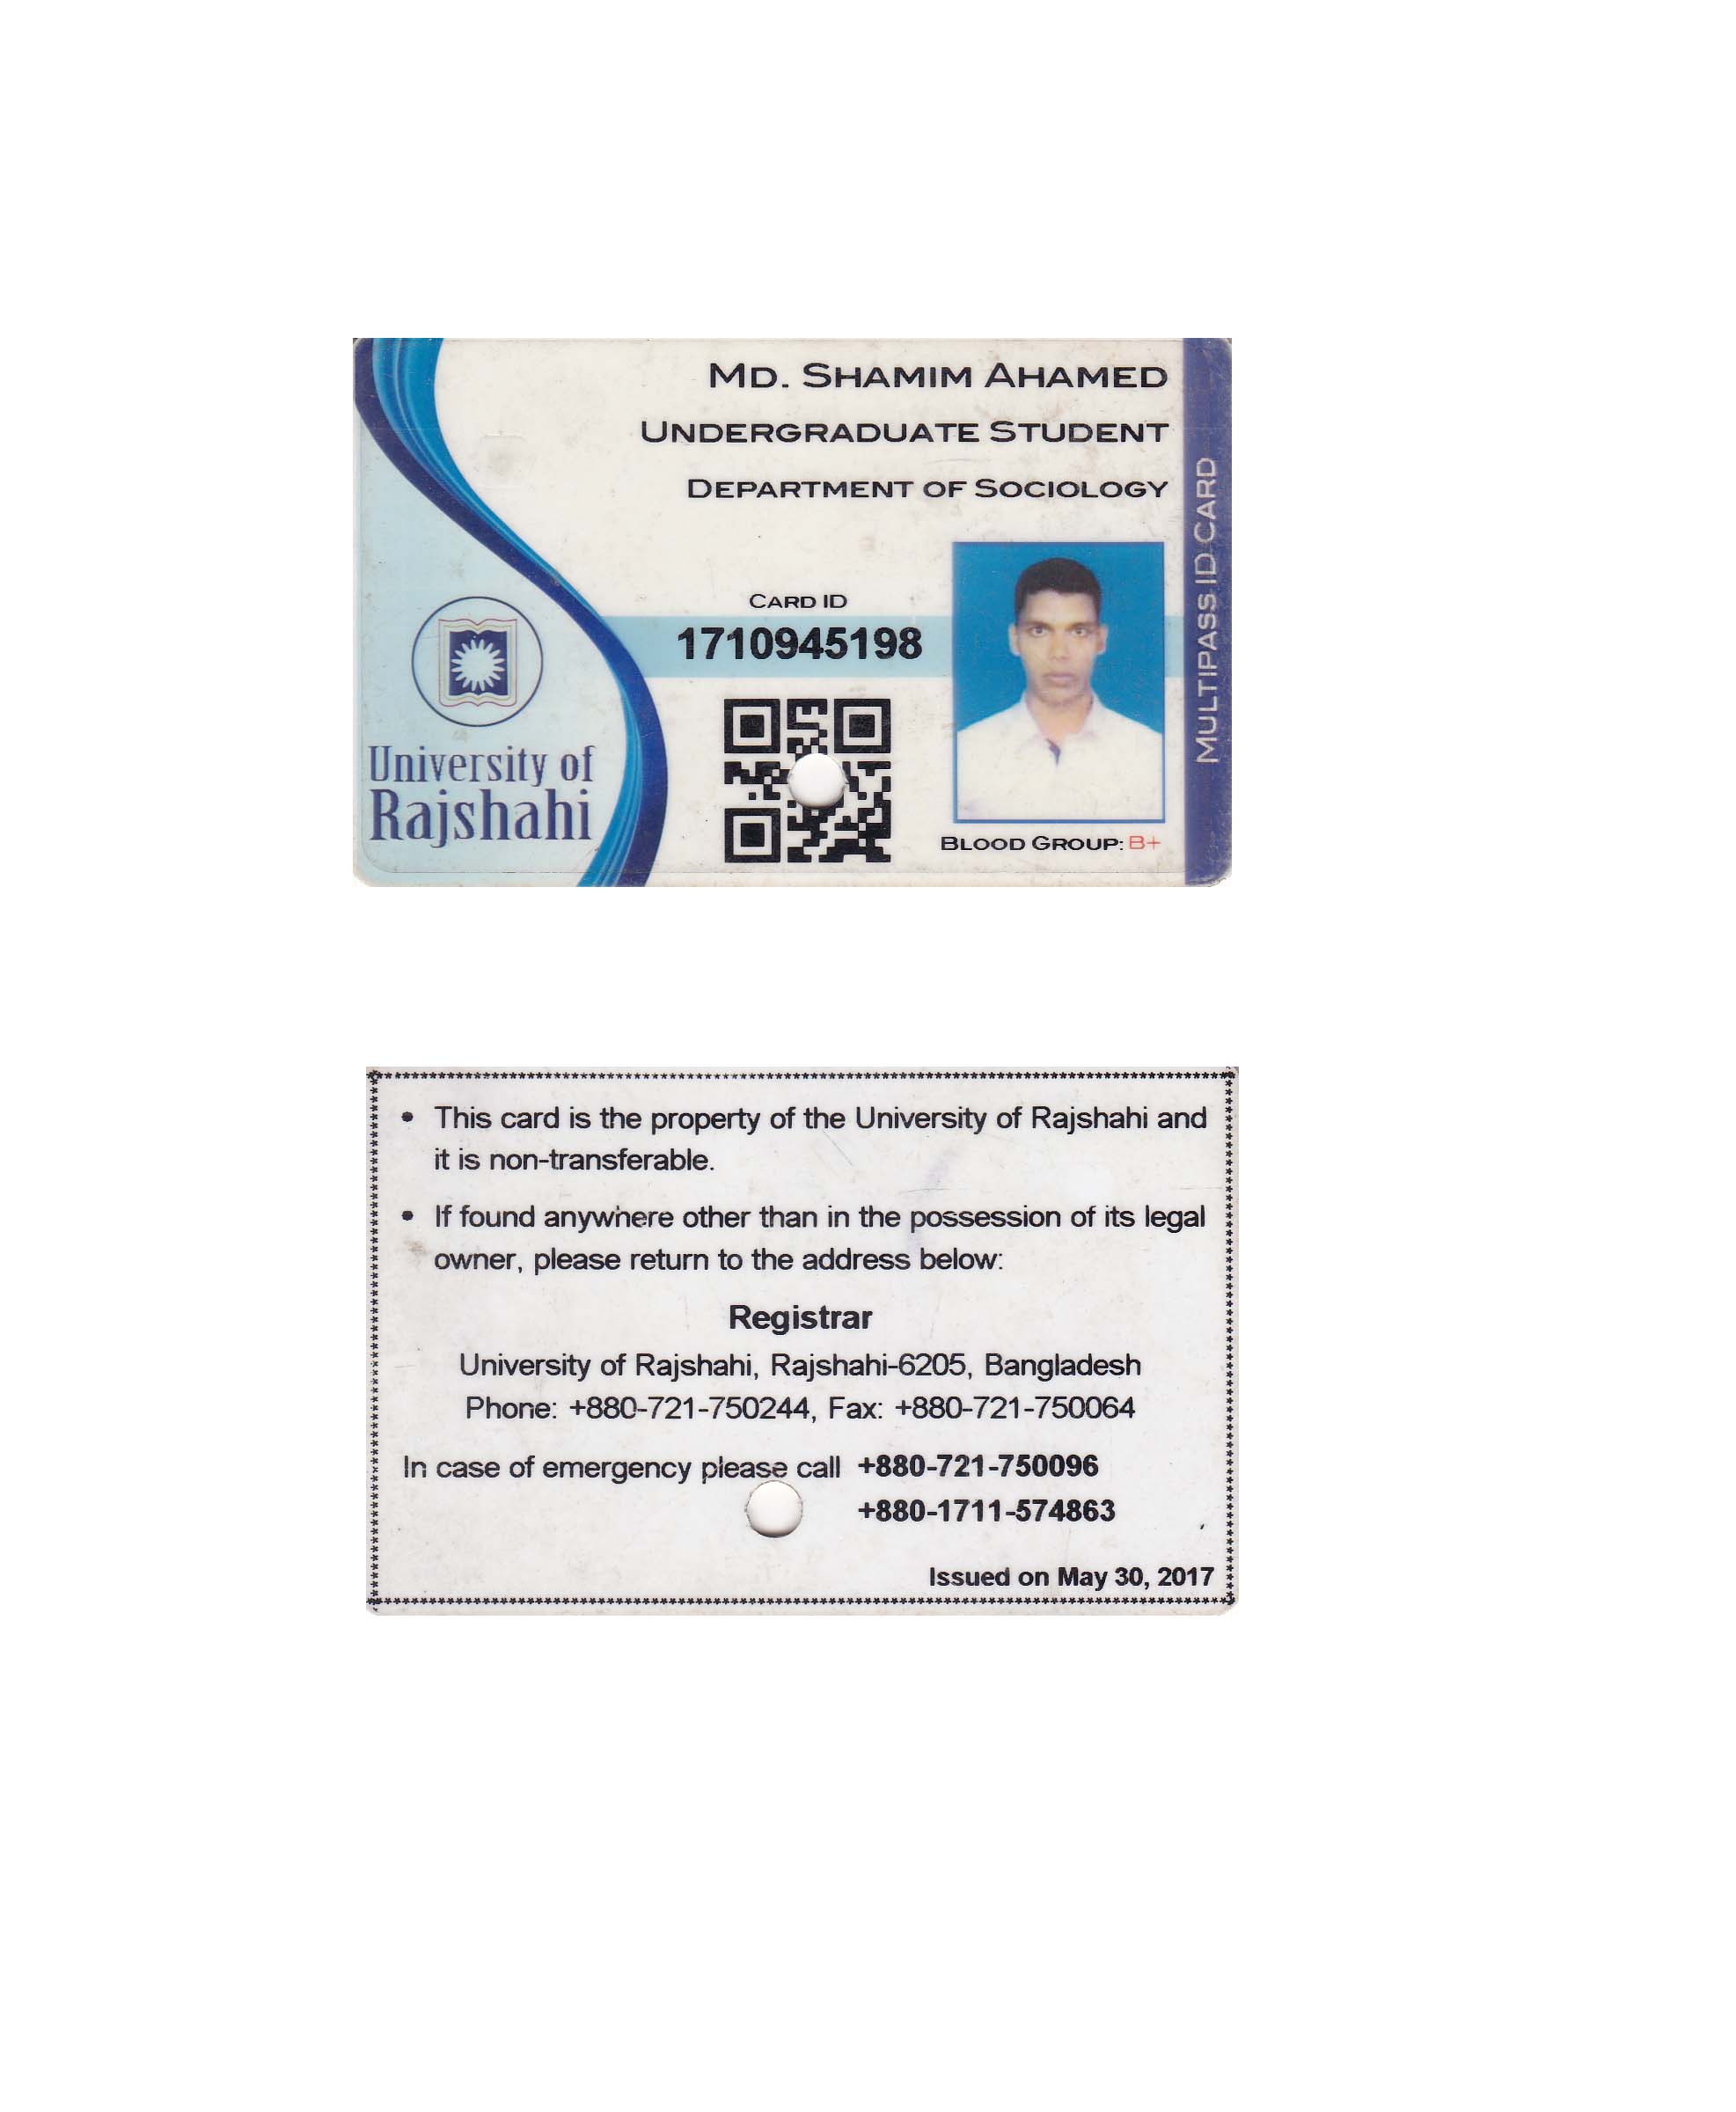 MD. SHAMIM AHAMED
UNDERGRADUATE STUDENT
DEPARTMENT OF SOCIOLOGY
CARD ID
1710945198
University of
Rajshahi
BLOOD GROUP: B+
MULTIPASS ID CARD
• This card is the property of the University of Rajshahi and
it is non-transferable.
• If found anywhere other than in the possession of its legal
owner, please return to the address below:
Registrar
University of Rajshahi, Rajshahi-6205, Bangladesh
Phone: +880-721-750244, Fax: +880-721-750064
In case of emergency please call +880-721-750096
+880-1711-574863
Issued on May 30, 2017